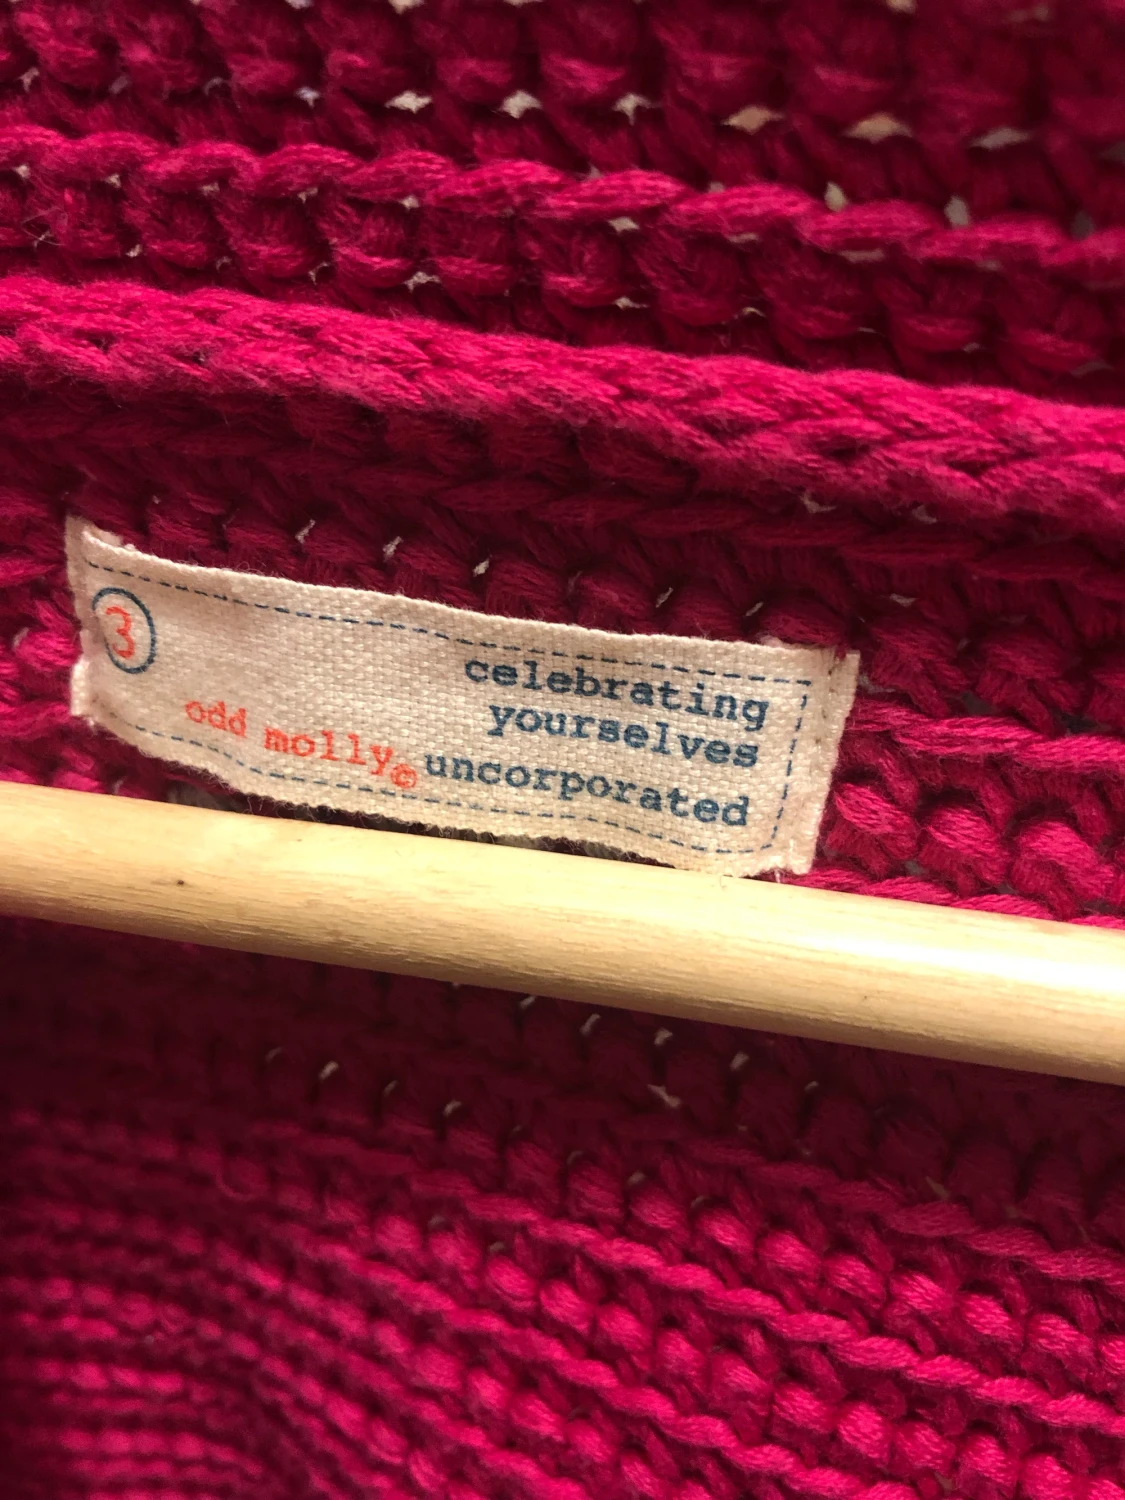 3
celebrating
yourselves
odd molly© uncorporated